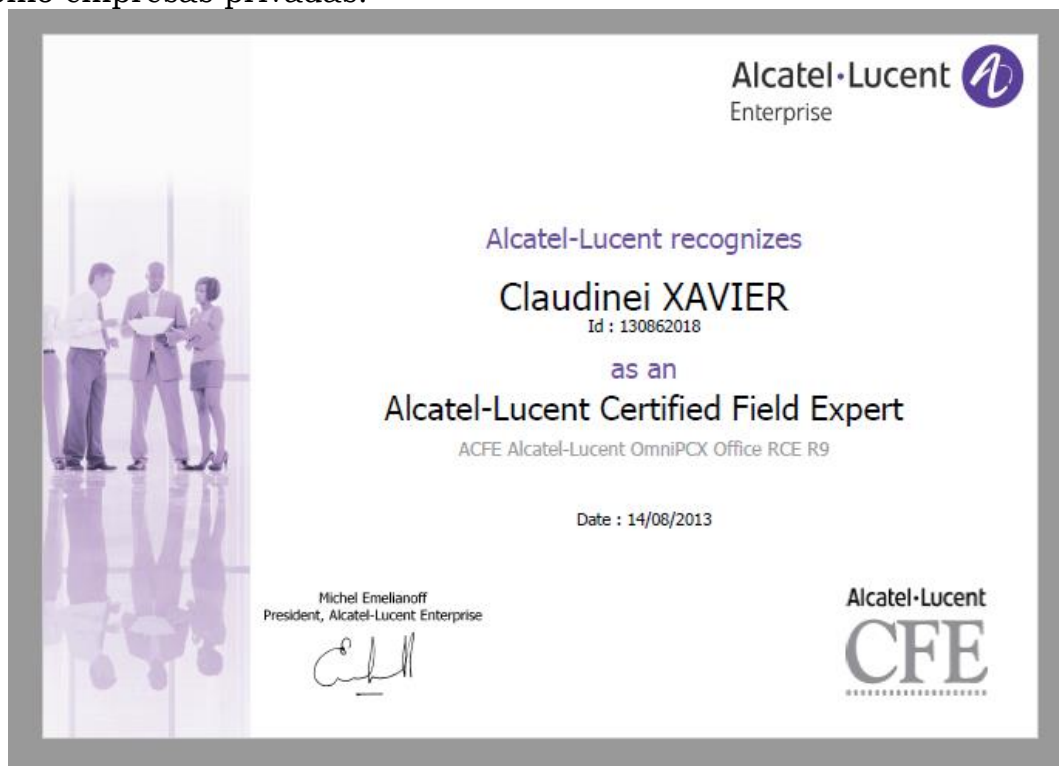 como empresas privadas.
Alcatel·Lucent
Enterprise
Alcatel-Lucent recognizes
Claudinei XAVIER
Id : 130862018
as an
Alcatel-Lucent Certified Field Expert
ACFE Alcatel-Lucent OmniPCX Office RCE R9
Date : 14/08/2013
Michel Emelianoff
President, Alcatel-Lucent Enterprise
Alcatel·Lucent
CFE